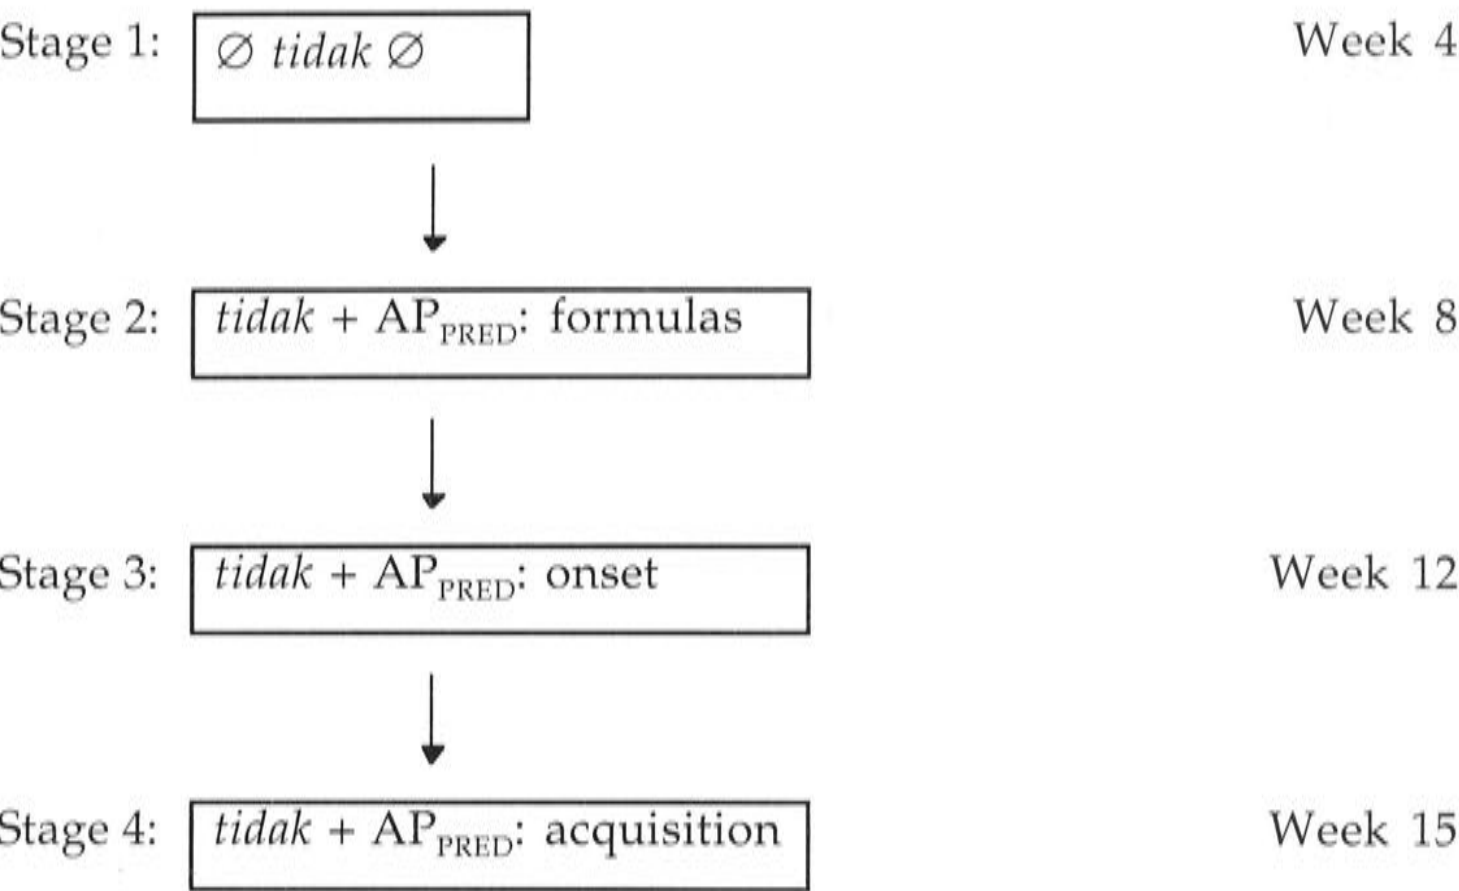 Stage 1: ∅ tidak ∅ Week 4
Stage 2: tidak + AP_PRED: formulas Week 8
Stage 3: tidak + AP_PRED: onset Week 12
Stage 4: tidak + AP_PRED: acquisition Week 15